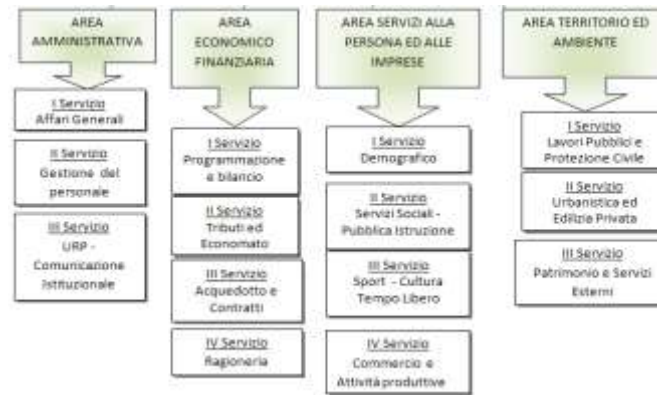 AREA
AMMINISTRATIVA
I Servizio
Affari Generali
II Servizio
Gestione del
personale
III Servizio
URP -
Comunicazione
Istituzionale
AREA
ECONOMICO
FINANZIARIA
I Servizio
Programmazione
e bilancio
II Servizio
Tributi ed
Economato
III Servizio
Acquedotto e
Contratti
IV Servizio
Ragioneria
AREA SERVIZI ALLA
PERSONA ED ALLE
IMPRESE
I Servizio
Demografico
II Servizio
Servizi Sociali -
Pubblica Istruzione
III Servizio
Sport - Cultura
Tempo Libero
IV Servizio
Commercio e
Attività produttive
AREA TERRITORIO ED
AMBIENTE
I Servizio
Lavori Pubblici e
Protezione Civile
II Servizio
Urbanistica ed
Edilizia Privata
III Servizio
Patrimonio e Servizi
Esterni